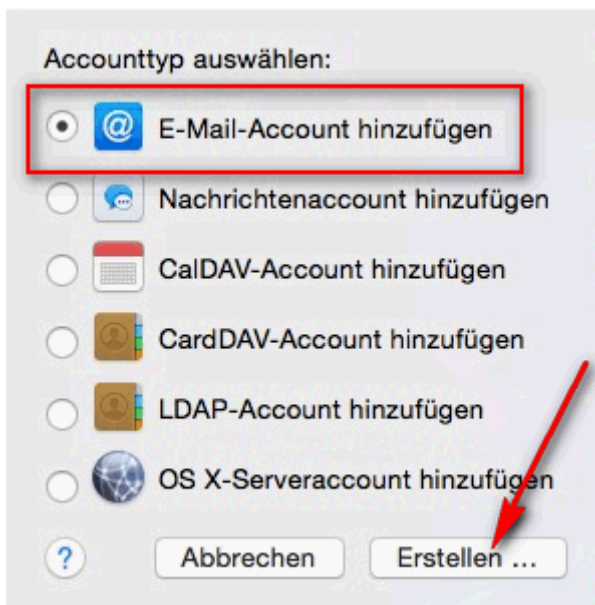 Accounttyp auswählen:
@ E-Mail-Account hinzufügen
Nachrichtenaccount hinzufügen
CalDAV-Account hinzufügen
CardDAV-Account hinzufügen
LDAP-Account hinzufügen
OS X-Serveraccount hinzufügen
? Abbrechen Erstellen ...